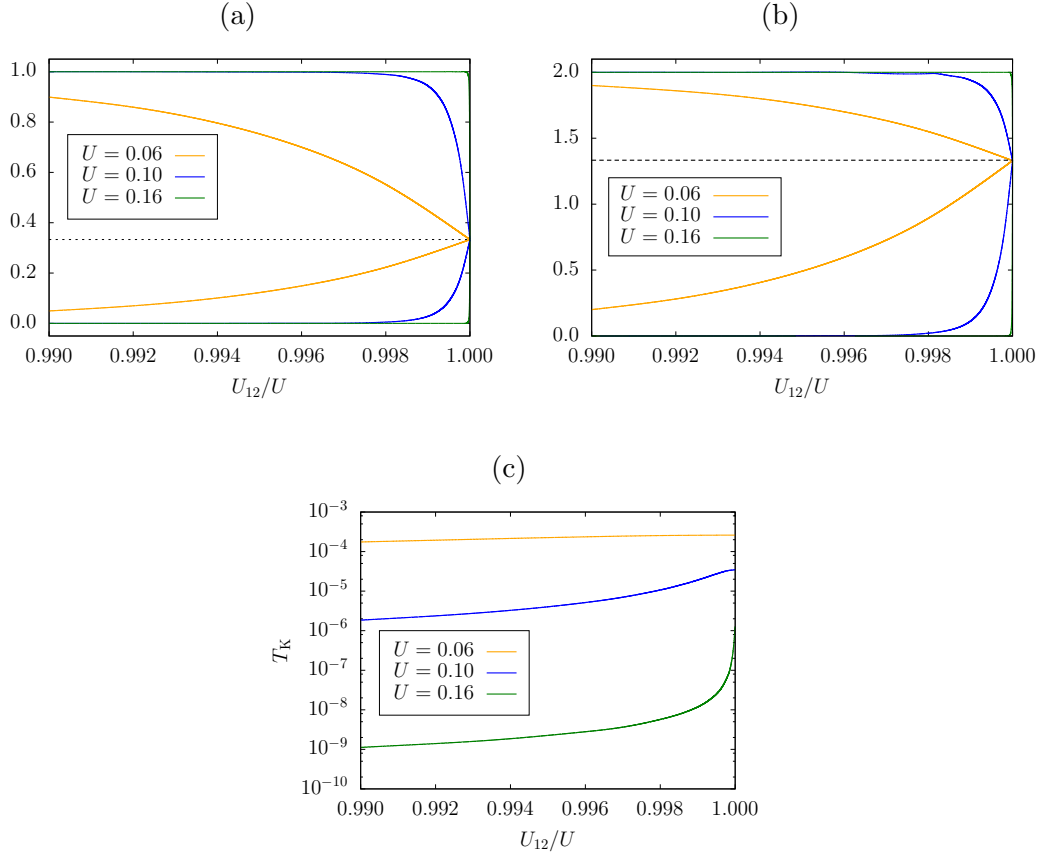 (a)
1.0
0.8
0.6
0.4
0.2
0.0
U = 0.06
U = 0.10
U = 0.16
0.990 0.992 0.994 0.996 0.998 1.000
U₁₂/U
(b)
2.0
1.5
1.0
0.5
0.0
U = 0.06
U = 0.10
U = 0.16
0.990 0.992 0.994 0.996 0.998 1.000
U₁₂/U
(c)
10⁻³
10⁻⁴
10⁻⁵
10⁻⁶
10⁻⁷
10⁻⁸
10⁻⁹
10⁻¹⁰
T_K
U = 0.06
U = 0.10
U = 0.16
0.990 0.992 0.994 0.996 0.998 1.000
U₁₂/U